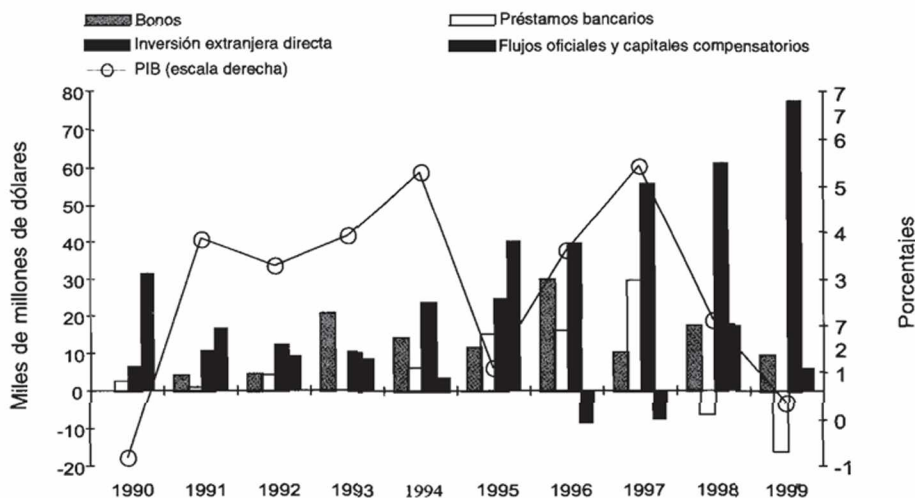 Bonos
Préstamos bancarios
Inversión extranjera directa
Flujos oficiales y capitales compensatorios
PIB (escala derecha)
Miles de millones de dólares
80
70
60
50
40
30
20
10
0
-10
-20
7
7
6
5
4
3
7
2
1
0
-1
Porcentajes
1990 1991 1992 1993 1994 1995 1996 1997 1998 1999